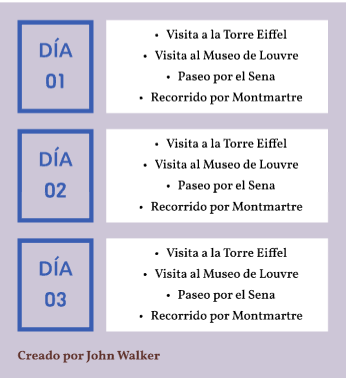 DÍA
01
• Visita a la Torre Eiffel
• Visita al Museo de Louvre
• Paseo por el Sena
• Recorrido por Montmartre
DÍA
02
• Visita a la Torre Eiffel
• Visita al Museo de Louvre
• Paseo por el Sena
• Recorrido por Montmartre
DÍA
03
• Visita a la Torre Eiffel
• Visita al Museo de Louvre
• Paseo por el Sena
• Recorrido por Montmartre
Creado por John Walker